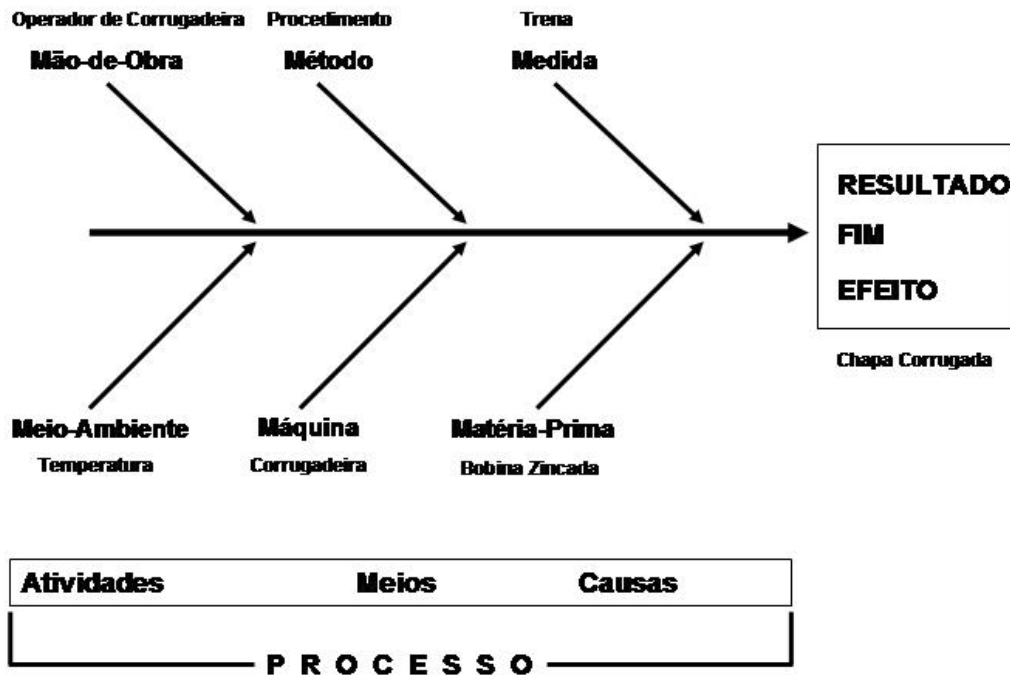 Operador de Corrugadeira
Procedimento
Trena
Mão-de-Obra
Método
Medida
RESULTADO
FIM
EFEITO
Chapa Corrugada
Meio-Ambiente
Máquina
Matéria-Prima
Temperatura
Corrugadeira
Bobina Zincada
Atividades
Meios
Causas
P R O C E S S O